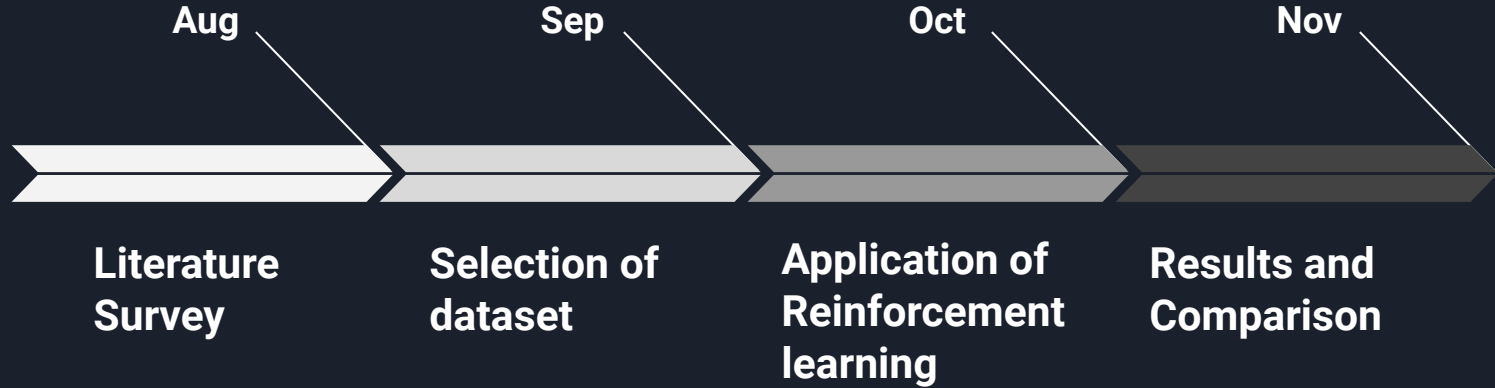 Aug
Sep
Oct
Nov
Literature
Survey
Selection of
dataset
Application of
Reinforcement
learning
Results and
Comparison